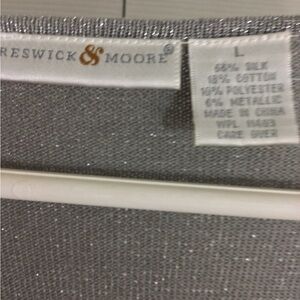 RESWICK & MOORE®
L
66% SILK
18% COTTON
10% POLYESTER
6% METALLIC
MADE IN CHINA
CARE OVER